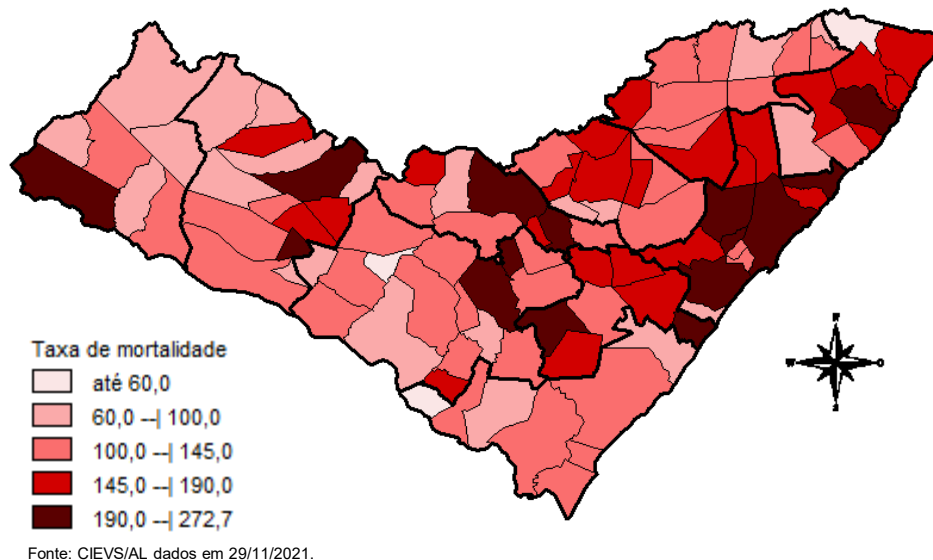 Taxa de mortalidade
até 60,0
60,0 --| 100,0
100,0 --| 145,0
145,0 --| 190,0
190,0 --| 272,7
Fonte: CIEVS/AL dados em 29/11/2021.